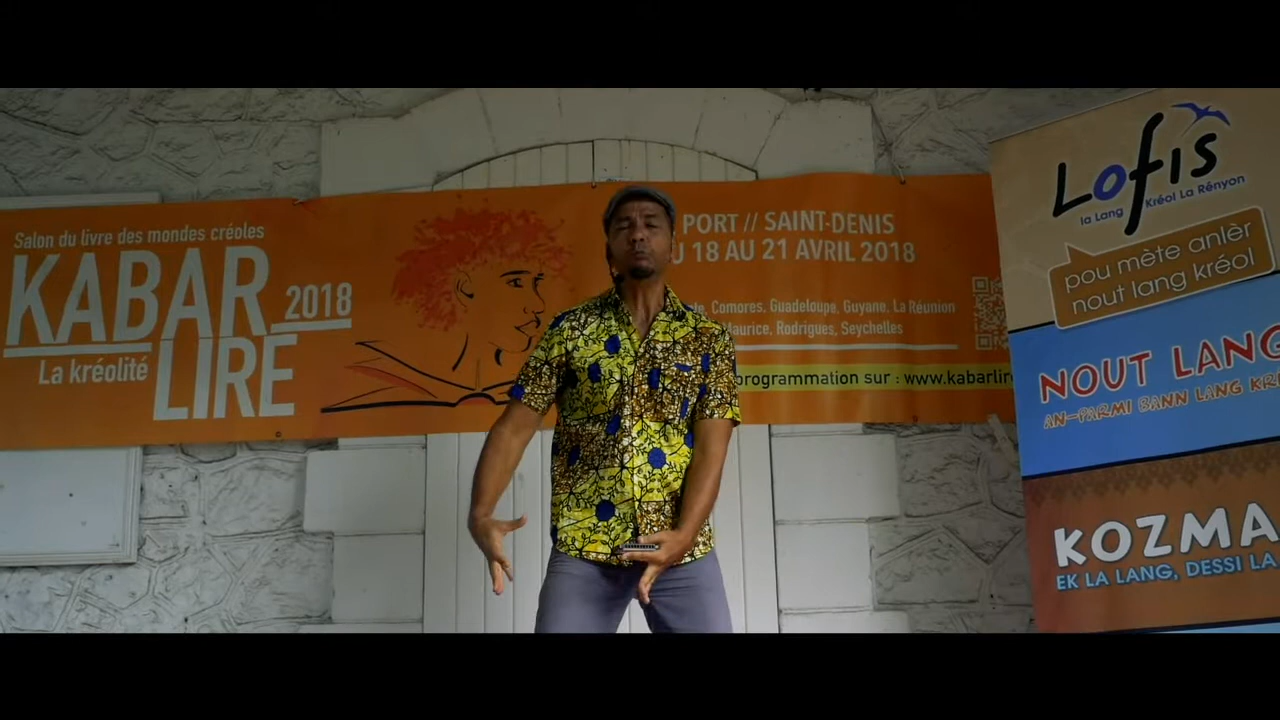 Salon du livre des mondes créoles
KABAR
2018
La kréolité
LIRE
PORT // SAINT-DENIS
18 AU 21 AVRIL 2018
Comores, Guadeloupe, Guyane, La Réunion
Maurice, Rodrigues, Seychelles
programmation sur : www.kabarlire
Lofis
la Lang Kréol La Rényon
pou mète anlèr
nout lang kréol
NOUT LANG
AN-PARMI BANN LANG KR
KOZMA
EK LA LANG, DESSI LA